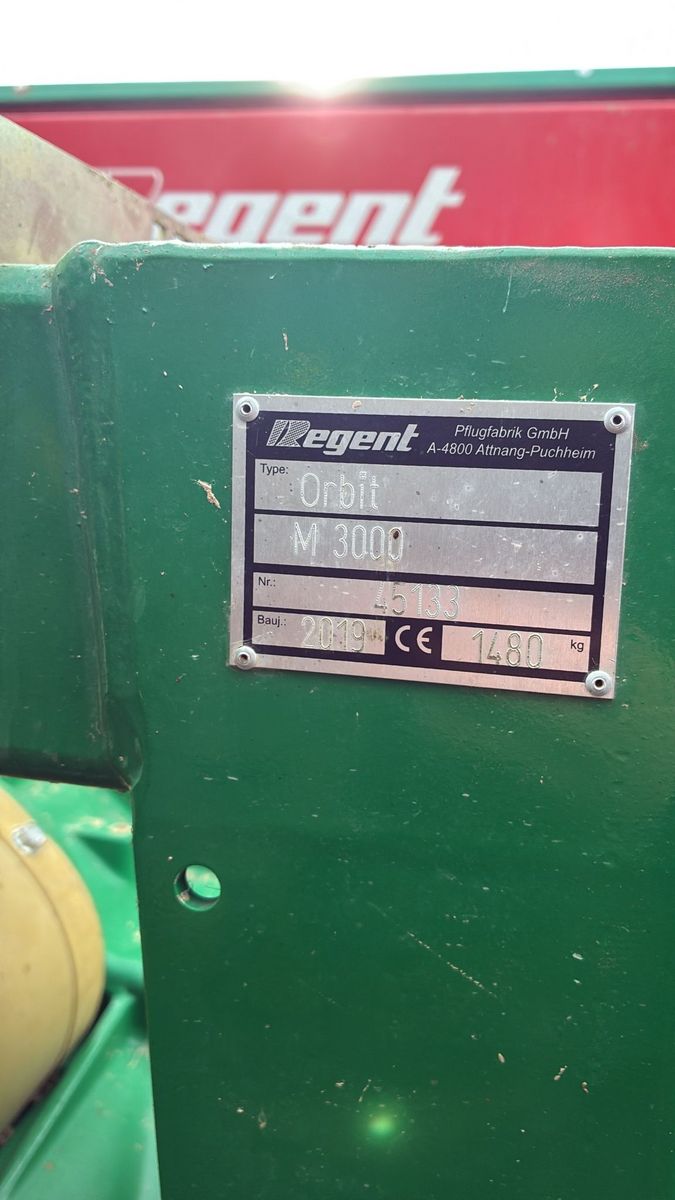 Regent
Regent Pflugfabrik GmbH
A-4800 Attnang-Puchheim
Type: Orbit
M 3000
Nr.: 45133
Bauj.: 2019 CE 1480 kg